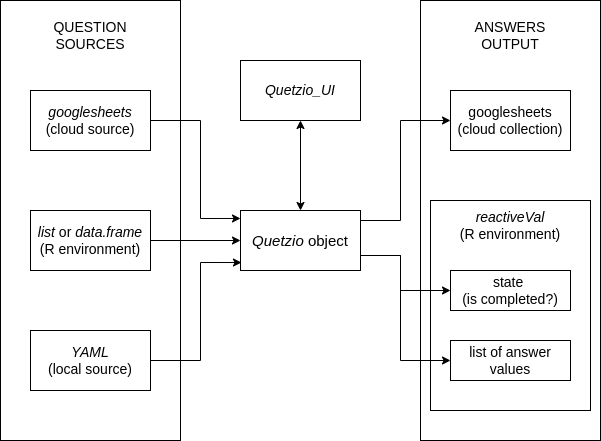 QUESTION
SOURCES
googlesheets
(cloud source)
list or data.frame
(R environment)
YAML
(local source)
Quetzio_UI
Quetzio object
ANSWERS
OUTPUT
googlesheets
(cloud collection)
reactiveVal
(R environment)
state
(is completed?)
list of answer
values